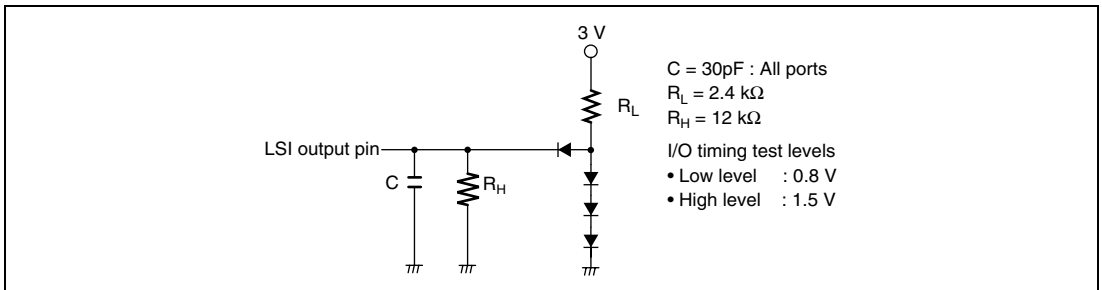 3 V
C = 30pF : All ports
R_L = 2.4 kΩ
R_H = 12 kΩ
R_L
LSI output pin
I/O timing test levels
• Low level : 0.8 V
• High level : 1.5 V
C
R_H